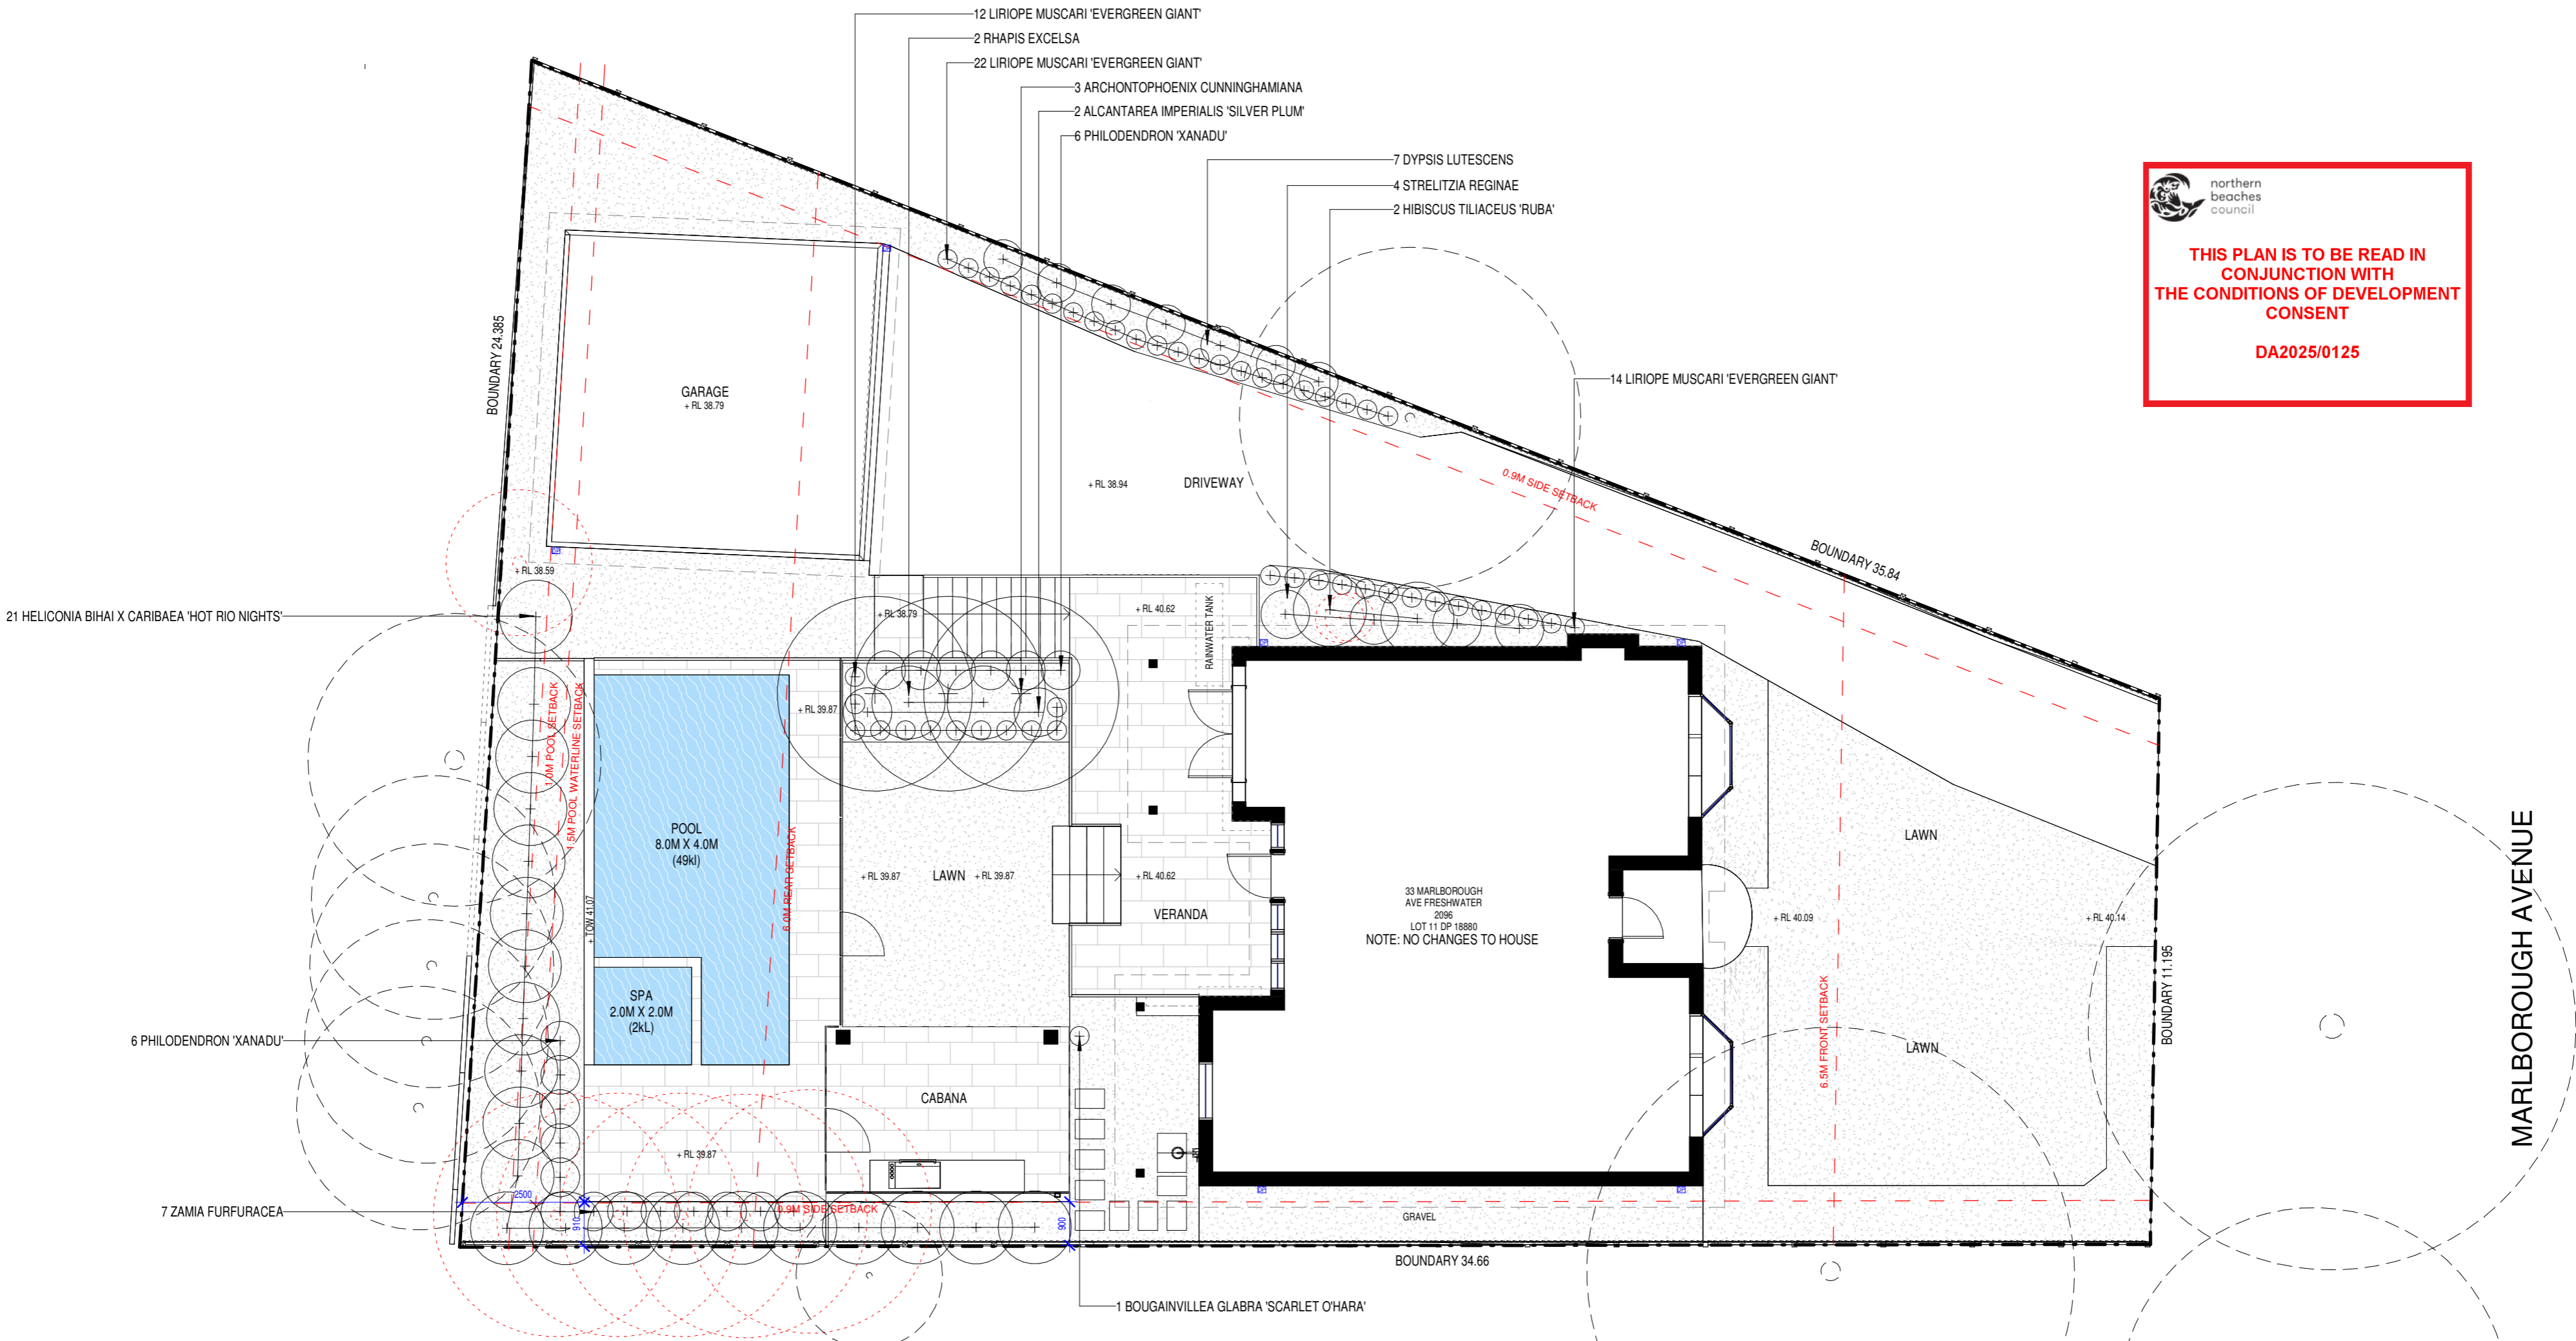 12 LIRIOPE MUSCARI 'EVERGREEN GIANT'
2 RHAPIS EXCELSA
22 LIRIOPE MUSCARI 'EVERGREEN GIANT'
3 ARCHONTOPHOENIX CUNNINGHAMIANA
2 ALCANTAREA IMPERIALIS 'SILVER PLUM'
6 PHILODENDRON 'XANADU'
7 DYPSIS LUTESCENS
4 STRELITZIA REGINAE
2 HIBISCUS TILIACEUS 'RUBA'
northern
beaches
council
THIS PLAN IS TO BE READ IN
CONJUNCTION WITH
THE CONDITIONS OF DEVELOPMENT
CONSENT
DA2025/0125
14 LIRIOPE MUSCARI 'EVERGREEN GIANT'
BOUNDARY 24.385
GARAGE
+ RL 38.79
+ RL 38.94
DRIVEWAY
0.9M SIDE SETBACK
BOUNDARY 35.84
+ RL 38.59
21 HELICONIA BIHAI X CARIBAEA 'HOT RIO NIGHTS'
+ RL 38.79
+ RL 40.62
RAINWATER TANK
1.0M POOL SETBACK
1.5M POOL WATERLINE SETBACK
+ RL 39.87
POOL
8.0M X 4.0M
(49kl)
6.0M REAR SETBACK
+ TOW 41.07
+ RL 39.87
LAWN
+ RL 39.87
+ RL 40.62
VERANDA
33 MARLBOROUGH
AVE FRESHWATER
2096
LOT 11 DP 18880
NOTE: NO CHANGES TO HOUSE
LAWN
+ RL 40.09
+ RL 40.14
BOUNDARY 11.195
MARLBOROUGH AVENUE
6.5M FRONT SETBACK
LAWN
SPA
2.0M X 2.0M
(2kL)
6 PHILODENDRON 'XANADU'
CABANA
+ RL 39.87
2500
910
900
7 ZAMIA FURFURACEA
0.9M SIDE SETBACK
GRAVEL
BOUNDARY 34.66
1 BOUGAINVILLEA GLABRA 'SCARLET O'HARA'